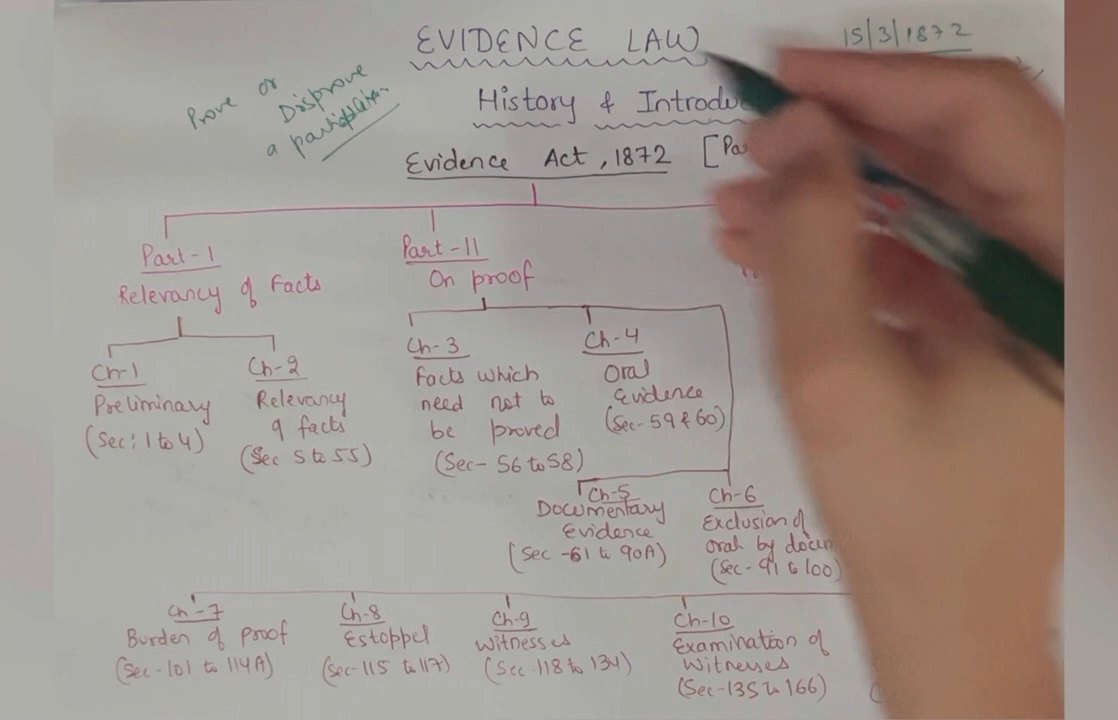 EVIDENCE LAW
15/3/1872
Prove or
Disprove
a
History & Introdu
Evidence Act, 1872 [Pa
Part-I
Relevancy of Facts
Part-II
On proof
Ch-1
Preliminary
(Sec: 1 to 4)
Ch-2
Relevancy
of facts
(Sec 5 to 55)
Ch-3
Facts which
need not to
be proved
(Sec- 56 to 58)
Ch-4
Oral
Evidence
(Sec- 59 & 60)
Ch-5
Documentary
Evidence
(Sec -61 to 90A)
Ch-6
Exclusion of
oral by docum
(Sec- 91 to 100)
Ch-7
Burden of proof
(Sec-101 to 114A)
Ch-8
Estoppel
(Sec-115 to 117)
Ch-9
Witnesses
(Sec-118 to 134)
Ch-10
Examination of
Witnesses
(Sec-135 to 166)